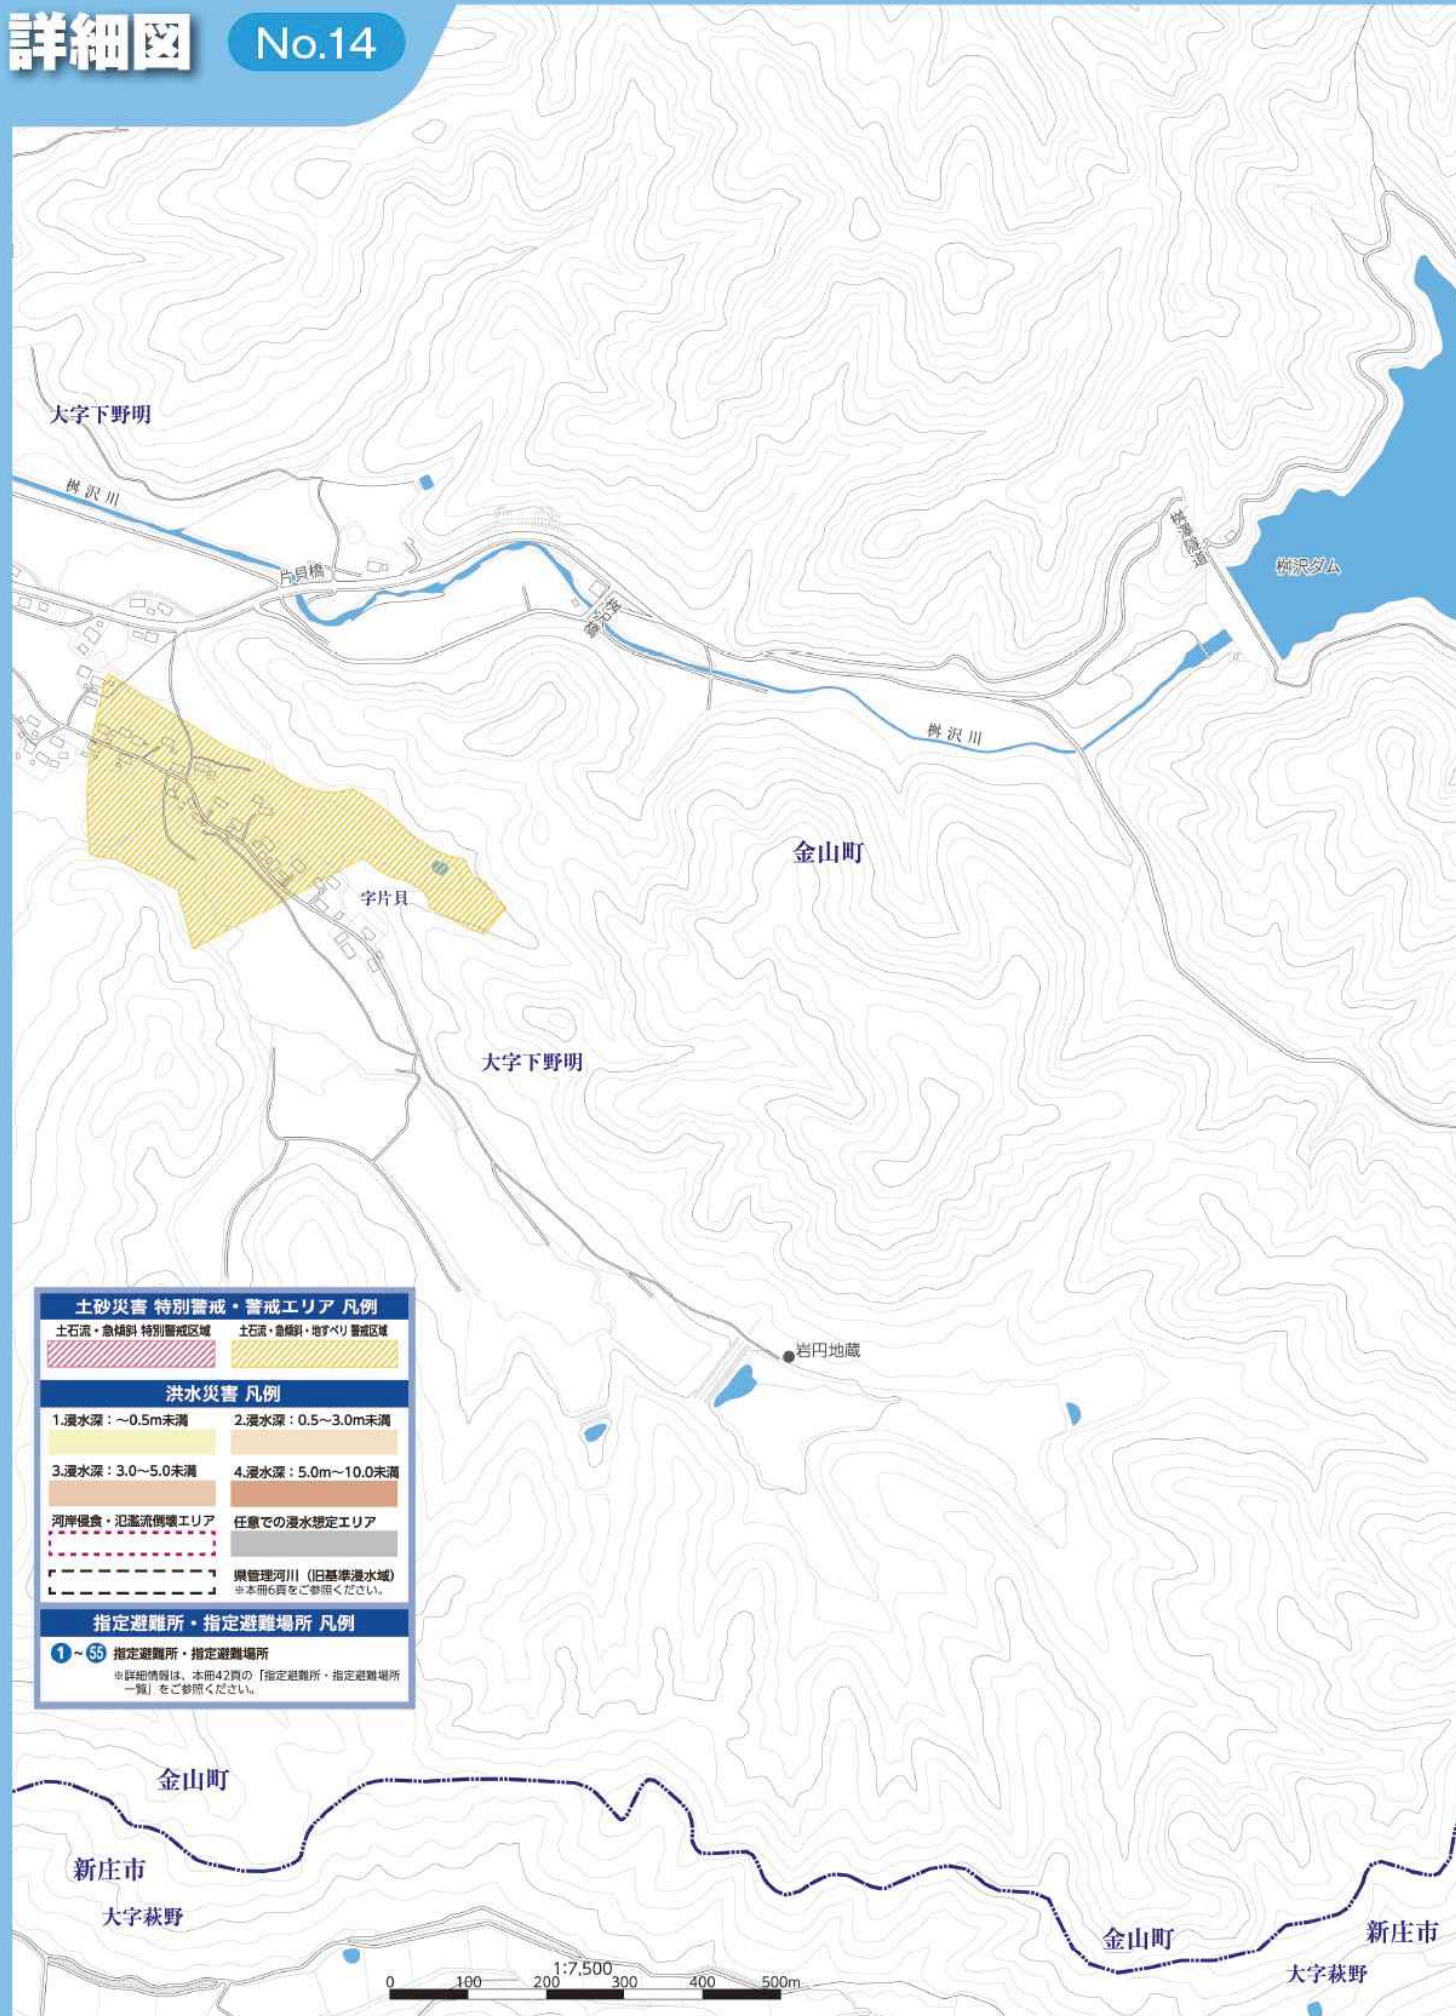 詳細図 No.14
大字下野明
桝沢川
片貝橋
桝沢橋
桝澤隧道
桝沢ダム
桝沢川
金山町
字片貝
大字下野明
岩円地蔵
土砂災害 特別警戒・警戒エリア 凡例
土石流・急傾斜 特別警戒区域 土石流・急傾斜・地すべり 警戒区域
洪水災害 凡例
1.浸水深：～0.5m未満 2.浸水深：0.5～3.0m未満
3.浸水深：3.0～5.0未満 4.浸水深：5.0m～10.0未満
河岸侵食・氾濫流倒壊エリア 任意での浸水想定エリア
県管理河川（旧基準浸水域）
※本冊6頁をご参照ください。
指定避難所・指定避難場所 凡例
1～55 指定避難所・指定避難場所
※詳細情報は、本冊42頁の「指定避難所・指定避難場所
一覧」をご参照ください。
金山町
新庄市
大字萩野
金山町
新庄市
大字萩野
1:7,500
0 100 200 300 400 500m